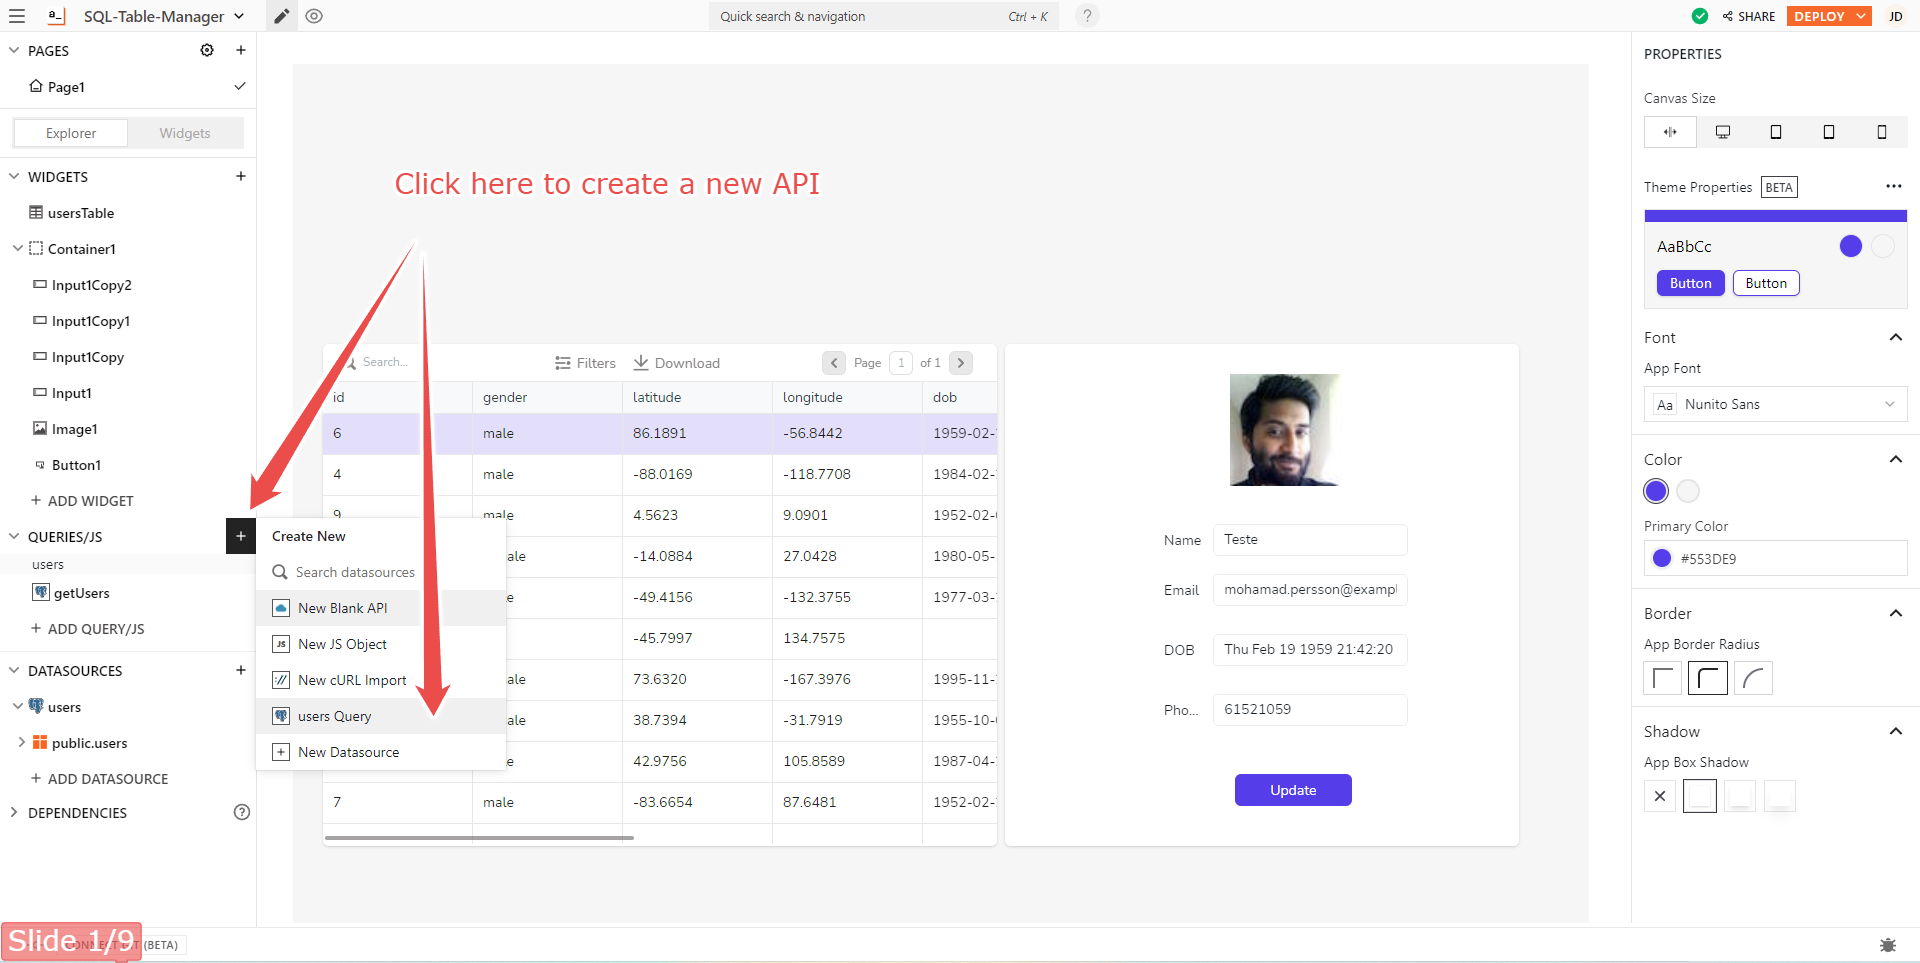 SQL-Table-Manager
Quick search & navigation
Ctrl + K
?
SHARE
DEPLOY
JD
PAGES
Page1
Explorer
Widgets
WIDGETS
usersTable
Container1
Input1Copy2
Input1Copy1
Input1Copy
Input1
Image1
Button1
+ ADD WIDGET
QUERIES/JS
users
getUsers
+ ADD QUERY/JS
DATASOURCES
users
public.users
+ ADD DATASOURCE
DEPENDENCIES
?
Slide 1/9
(BETA)
Click here to create a new API
Create New
Search datasources
New Blank API
JS New JS Object
New cURL Import
users Query
New Datasource
Search...
Filters
Download
Page
1
of 1
id gender latitude longitude dob
6 male 86.1891 -56.8442 1959-02-
4 male -88.0169 -118.7708 1984-02-
9 male 4.5623 9.0901 1952-02-
ale -14.0884 27.0428 1980-05-
e -49.4156 -132.3755 1977-03-
-45.7997 134.7575
ale 73.6320 -167.3976 1995-11-
ale 38.7394 -31.7919 1955-10-
e 42.9756 105.8589 1987-04-
7 male -83.6654 87.6481 1952-02-
Name Teste
Email mohamad.persson@exampl
DOB Thu Feb 19 1959 21:42:20
Pho... 61521059
Update
PROPERTIES
Canvas Size
Theme Properties BETA
AaBbCc
Button Button
Font
App Font
Aa Nunito Sans
Color
Primary Color
#553DE9
Border
App Border Radius
Shadow
App Box Shadow